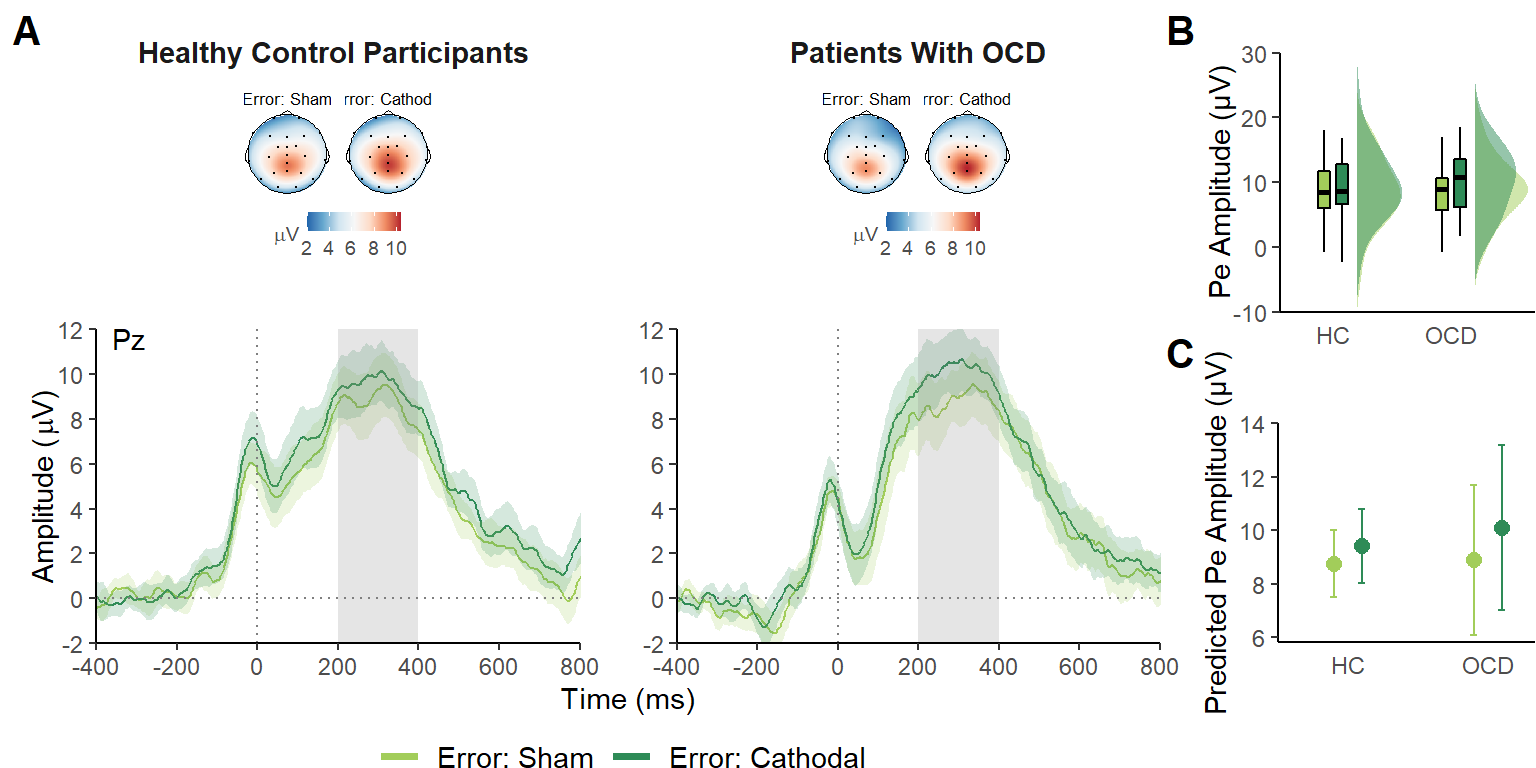 A
Healthy Control Participants
Error: Sham
rror: Cathod
μV
2 4 6 8 10
Patients With OCD
Error: Sham
rror: Cathod
μV
2 4 6 8 10
Pz
Amplitude (μV)
12
10
8
6
4
2
0
-2
-400 -200 0 200 400 600 800
12
10
8
6
4
2
0
-2
-400 -200 0 200 400 600 800
Time (ms)
Error: Sham
Error: Cathodal
B
Pe Amplitude (μV)
30
20
10
0
-10
HC OCD
C
Predicted Pe Amplitude (μV)
14
12
10
8
6
HC OCD